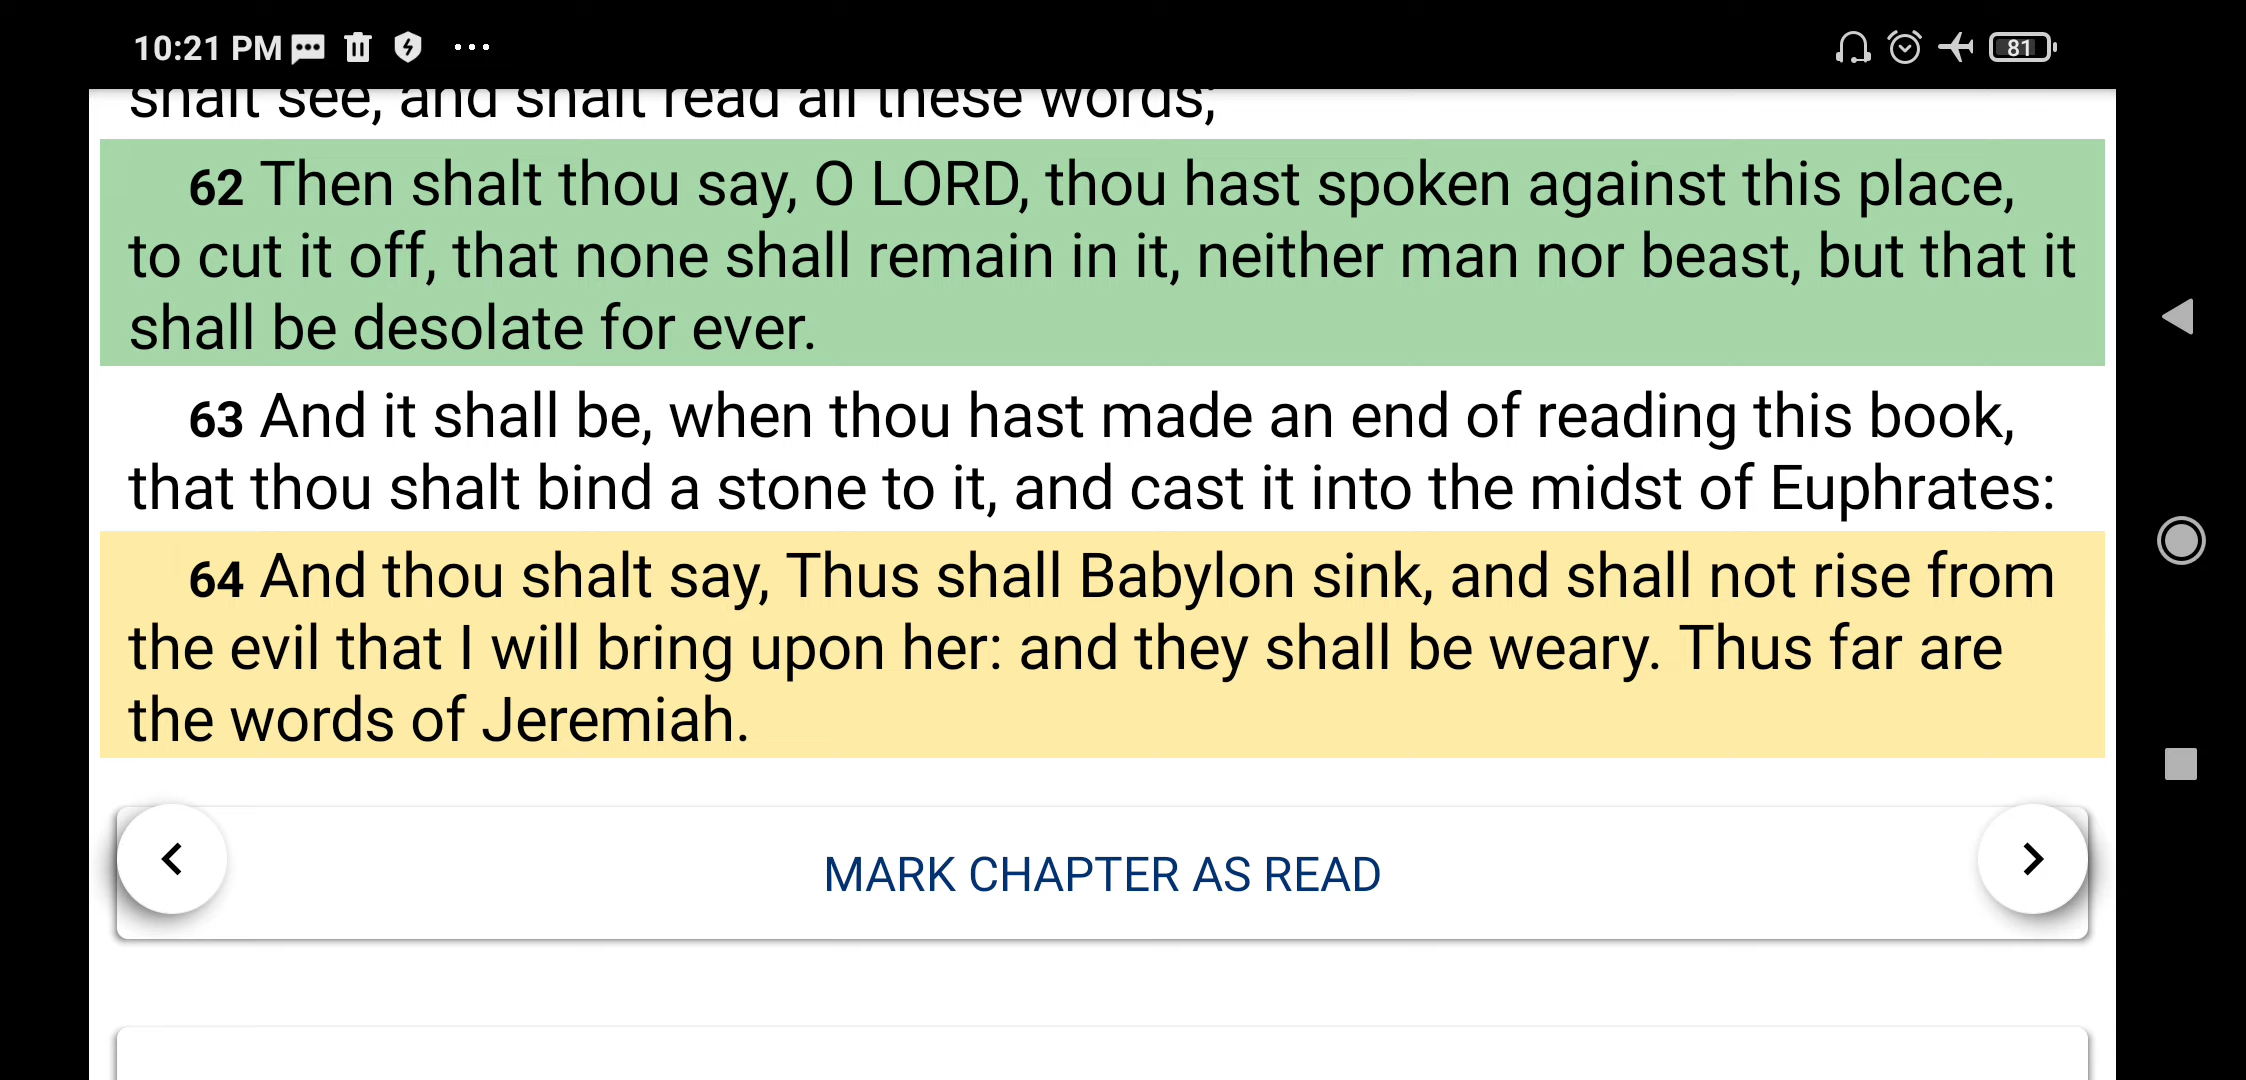 10:21 PM
81
shalt see, and shalt read all these words;
62 Then shalt thou say, O LORD, thou hast spoken against this place,
to cut it off, that none shall remain in it, neither man nor beast, but that it
shall be desolate for ever.
63 And it shall be, when thou hast made an end of reading this book,
that thou shalt bind a stone to it, and cast it into the midst of Euphrates:
64 And thou shalt say, Thus shall Babylon sink, and shall not rise from
the evil that I will bring upon her: and they shall be weary. Thus far are
the words of Jeremiah.
MARK CHAPTER AS READ